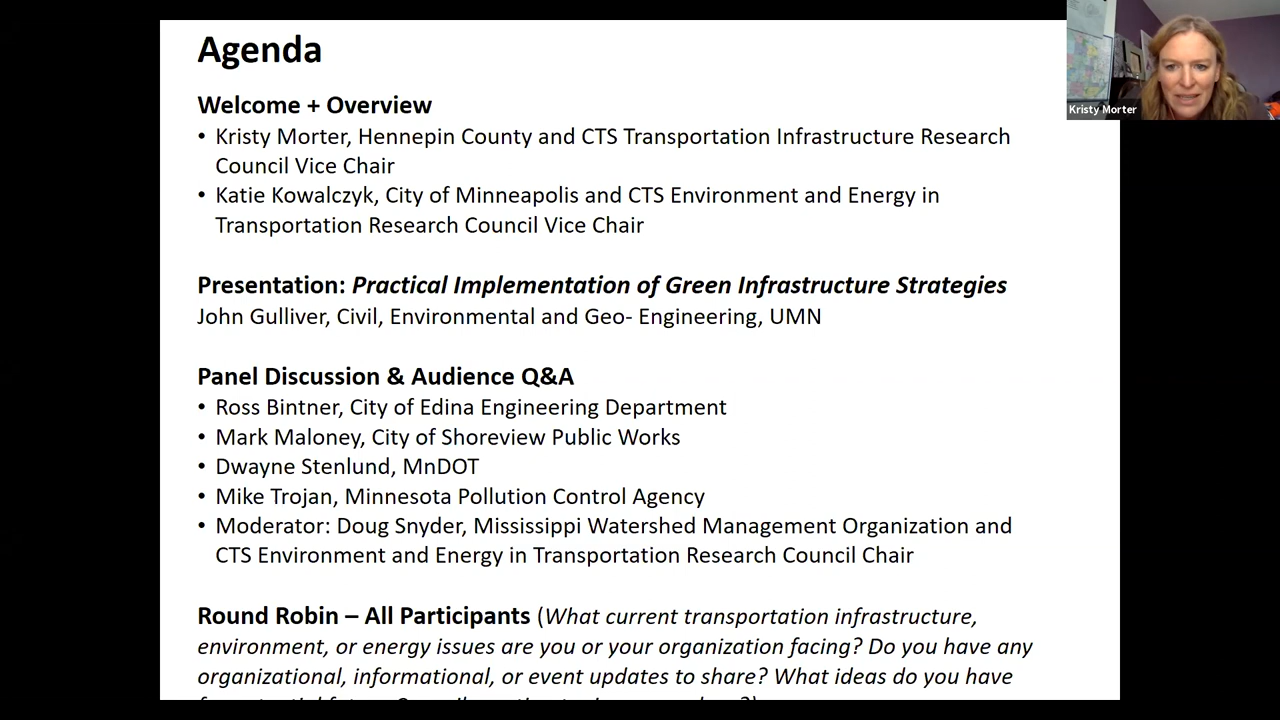 Agenda
Welcome + Overview
• Kristy Morter, Hennepin County and CTS Transportation Infrastructure Research
Council Vice Chair
• Katie Kowalczyk, City of Minneapolis and CTS Environment and Energy in
Transportation Research Council Vice Chair
Presentation: Practical Implementation of Green Infrastructure Strategies
John Gulliver, Civil, Environmental and Geo- Engineering, UMN
Panel Discussion & Audience Q&A
• Ross Bintner, City of Edina Engineering Department
• Mark Maloney, City of Shoreview Public Works
• Dwayne Stenlund, MnDOT
• Mike Trojan, Minnesota Pollution Control Agency
• Moderator: Doug Snyder, Mississippi Watershed Management Organization and
CTS Environment and Energy in Transportation Research Council Chair
Round Robin – All Participants (What current transportation infrastructure,
environment, or energy issues are you or your organization facing? Do you have any
organizational, informational, or event updates to share? What ideas do you have
Kristy Morter